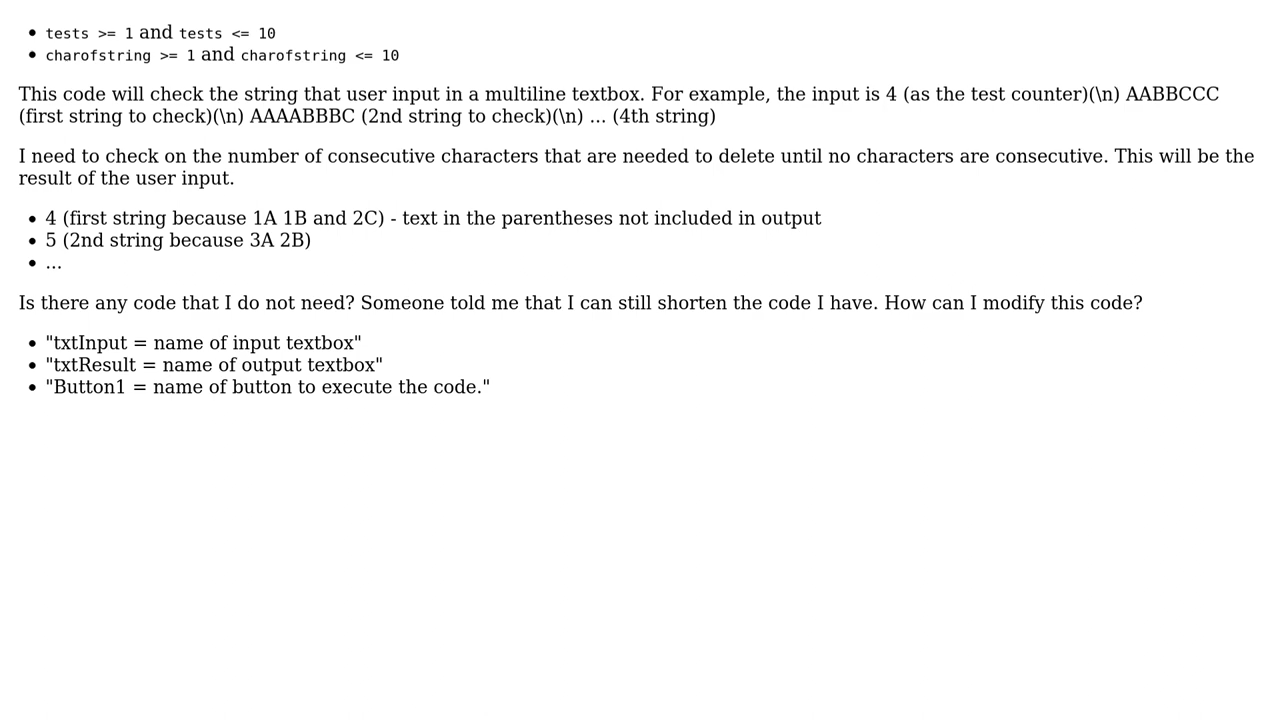 tests >= 1 and tests <= 10
charofstring >= 1 and charofstring <= 10
This code will check the string that user input in a multiline textbox. For example, the input is 4 (as the test counter)(\n) AABBCCC
(first string to check)(\n) AAAABBBC (2nd string to check)(\n) ... (4th string)
I need to check on the number of consecutive characters that are needed to delete until no characters are consecutive. This will be the
result of the user input.
4 (first string because 1A 1B and 2C) - text in the parentheses not included in output
5 (2nd string because 3A 2B)
...
Is there any code that I do not need? Someone told me that I can still shorten the code I have. How can I modify this code?
"txtInput = name of input textbox"
"txtResult = name of output textbox"
"Button1 = name of button to execute the code."